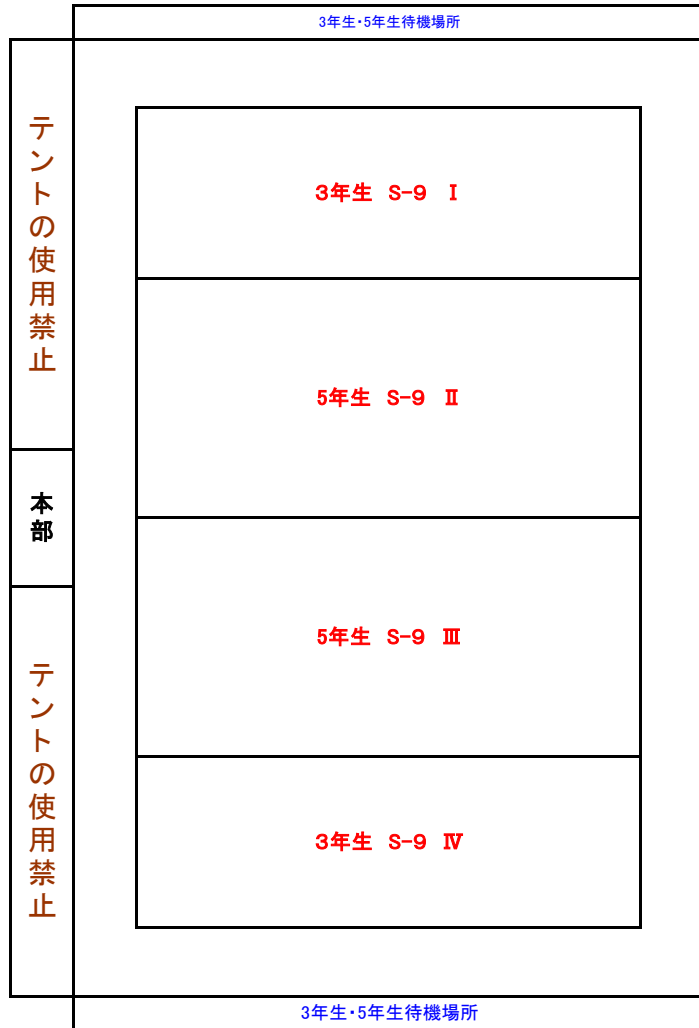 3年生・5年生待機場所
テントの使用禁止
3年生 S-9 Ⅰ
5年生 S-9 Ⅱ
本部
5年生 S-9 Ⅲ
テントの使用禁止
3年生 S-9 Ⅳ
3年生・5年生待機場所